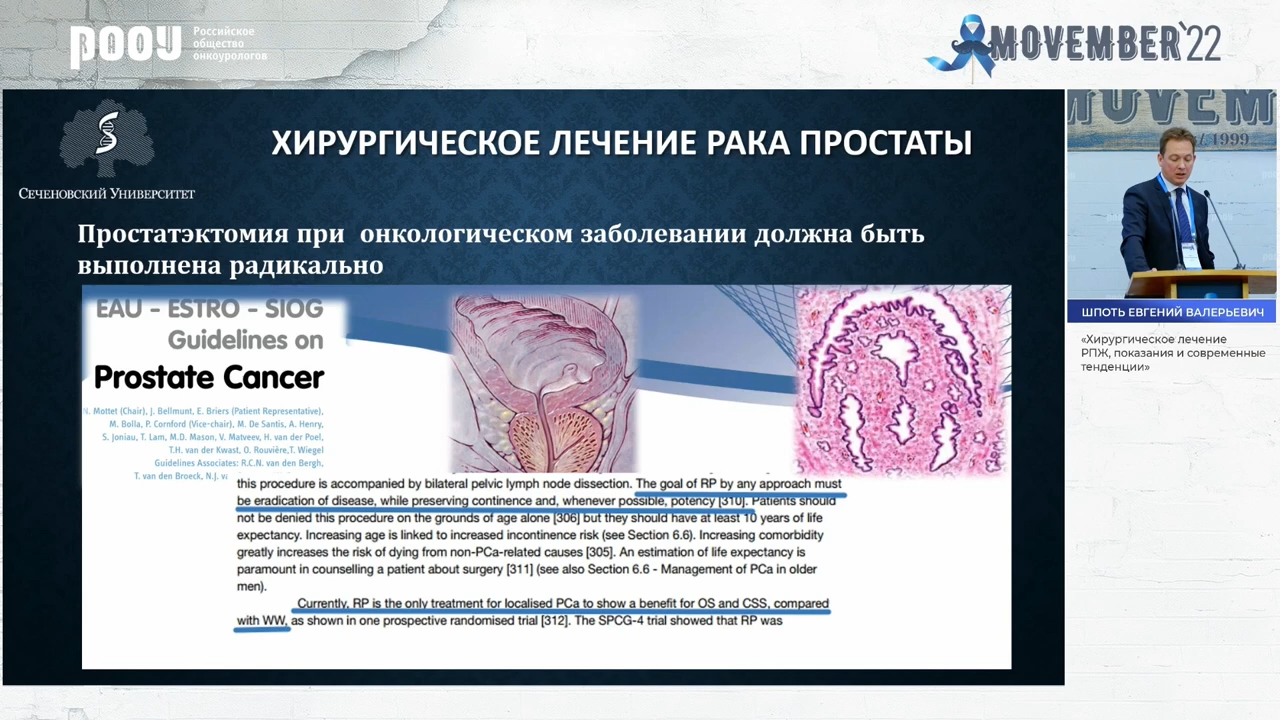 РООУ
RAOU
Российское
общество
онкоурологов
MOVEMBER'22
Сеченовский Университет
ХИРУРГИЧЕСКОЕ ЛЕЧЕНИЕ РАКА ПРОСТАТЫ
Простатэктомия при онкологическом заболевании должна быть
выполнена радикально
EAU - ESTRO - SIOG
Guidelines on
Prostate Cancer
N. Mottet (Chair), J. Bellmunt, E. Briers (Patient Representative),
M. Bolla, P. Cornford (Vice-chair), M. De Santis, A. Henry,
S. Joniau, T. Lam, M.D. Mason, V. Matveev, H. van der Poel,
T.H. van der Kwast, O. Rouvière, T. Wiegel
Guidelines Associates: R.C.N. van den Bergh,
T. van den Broeck, N.J.
this procedure is accompanied by bilateral pelvic lymph node dissection. The goal of RP by any approach must
be eradication of disease, while preserving continence and, whenever possible, potency [310]. Patients should
not be denied this procedure on the grounds of age alone [306] but they should have at least 10 years of life
expectancy. Increasing age is linked to increased incontinence risk (see Section 6.6). Increasing comorbidity
greatly increases the risk of dying from non-PCa-related causes [305]. An estimation of life expectancy is
paramount in counselling a patient about surgery [311] (see also Section 6.6 - Management of PCa in older
men).
Currently, RP is the only treatment for localised PCa to show a benefit for OS and CSS, compared
with WW, as shown in one prospective randomised trial [312]. The SPCG-4 trial showed that RP was
MOVEM
1999
ШПОТЬ ЕВГЕНИЙ ВАЛЕРЬЕВИЧ
«Хирургическое лечение
РПЖ, показания и современные
тенденции»